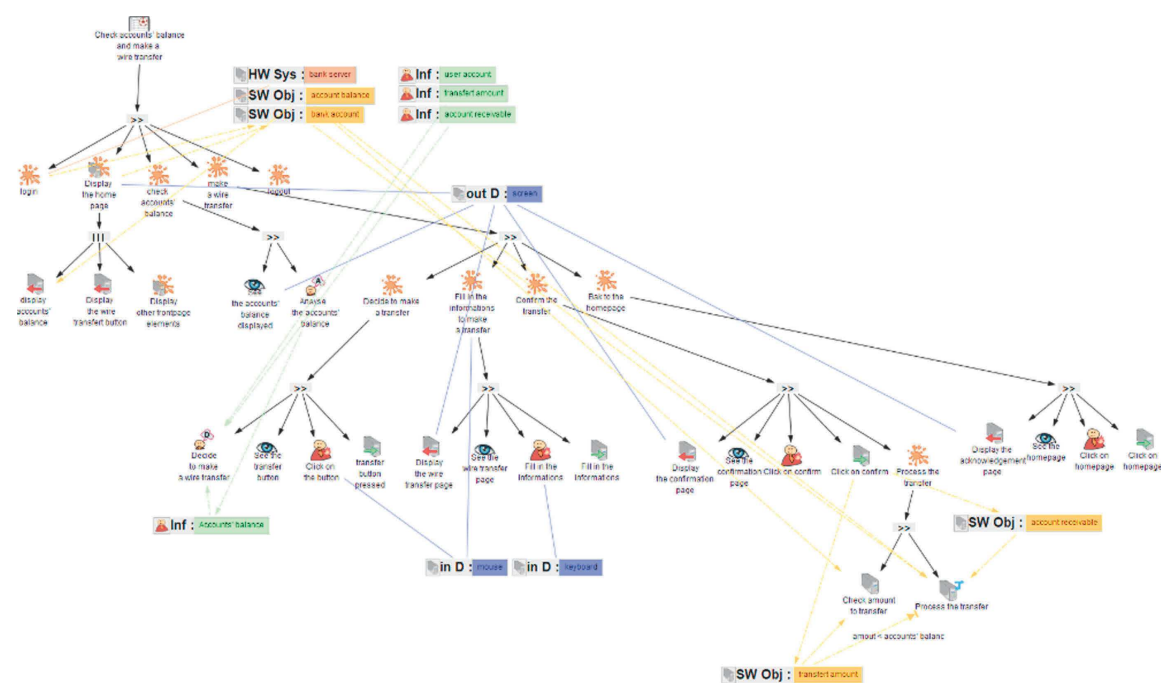 Check accounts' balance
and make a
wire transfer
HW Sys : bank server
SW Obj : account balance
SW Obj : bank account
Inf : user account
Inf : transfert amount
Inf : account receivable
>>
login
Display
the home
page
check
accounts'
balance
make
a wire
transfer
logout
out D : screen
|||
>>
>>
display
accounts'
balance
Display
the wire
transfert button
Display
other frontpage
elements
See
the accounts'
balance
displayed
Analyse
the accounts'
balance
Decide to make
a transfer
Fill in the
informations
to make
a transfer
Confirm the
transfer
Bak to the
homepage
>>
>>
>>
>>
D
Decide
to make
a wire transfer
See the
transfer
button
Click on
the button
transfer
button
pressed
Display
the wire
transfer page
See the
wire transfer
page
Fill in the
informations
Fill in the
informations
Display
the confirmation
page
See the
confirmation
page
Click on confirm
Click on confirm
Process the
transfer
Display the
acknowledgement
page
See the
homepage
Click on
homepage
Click on
homepage
Inf : Accounts' balance
SW Obj : account receivable
>>
in D : mouse
in D : keyboard
Check amount
to transfer
Process the transfer
amout < accounts' balanc
SW Obj : transfert amount